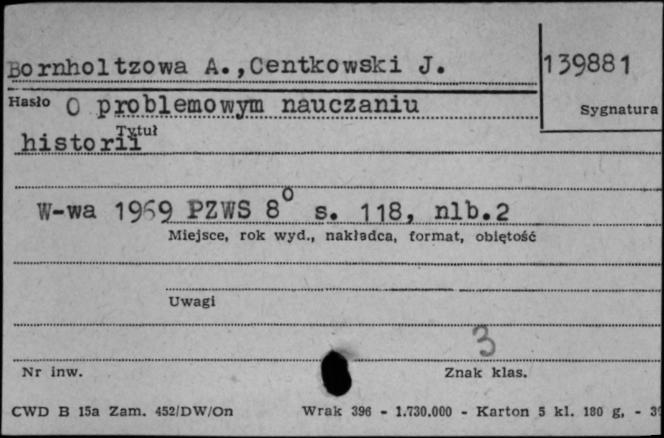 Bornholtzowa A.,Centkowski J.
139881
Hasło O problemowym nauczaniu
Sygnatura
Tytuł
historii
W-wa 1969 PZWS 8° s. 118, nlb.2
Miejsce, rok wyd., nakładca, format, objętość
Uwagi
3
Nr inw.
Znak klas.
CWD B 15a Zam. 452/DW/On Wrak 396 - 1.730.000 - Karton 5 kl. 180 g, -